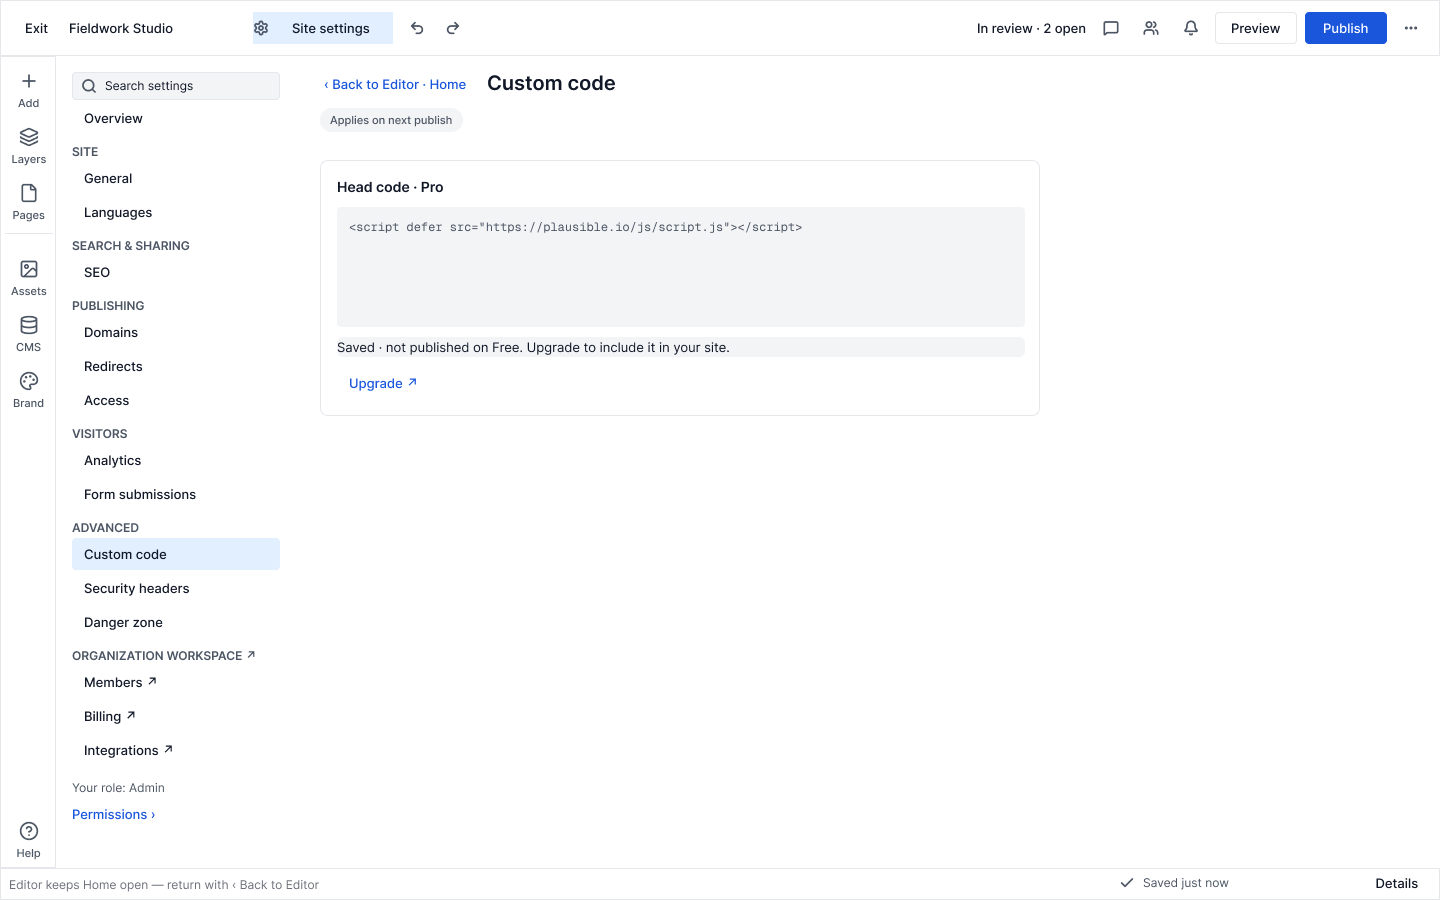 Exit
Fieldwork Studio
Site settings
In review · 2 open
Preview
Publish
Add
Layers
Pages
Assets
CMS
Brand
Help
Search settings
Overview
SITE
General
Languages
SEARCH & SHARING
SEO
PUBLISHING
Domains
Redirects
Access
VISITORS
Analytics
Form submissions
ADVANCED
Custom code
Security headers
Danger zone
ORGANIZATION WORKSPACE ↗
Members ↗
Billing ↗
Integrations ↗
Your role: Admin
Permissions ›
‹ Back to Editor · Home
Custom code
Applies on next publish
Head code · Pro
<script defer src="https://plausible.io/js/script.js"></script>
Saved · not published on Free. Upgrade to include it in your site.
Upgrade ↗
Editor keeps Home open — return with ‹ Back to Editor
Saved just now
Details